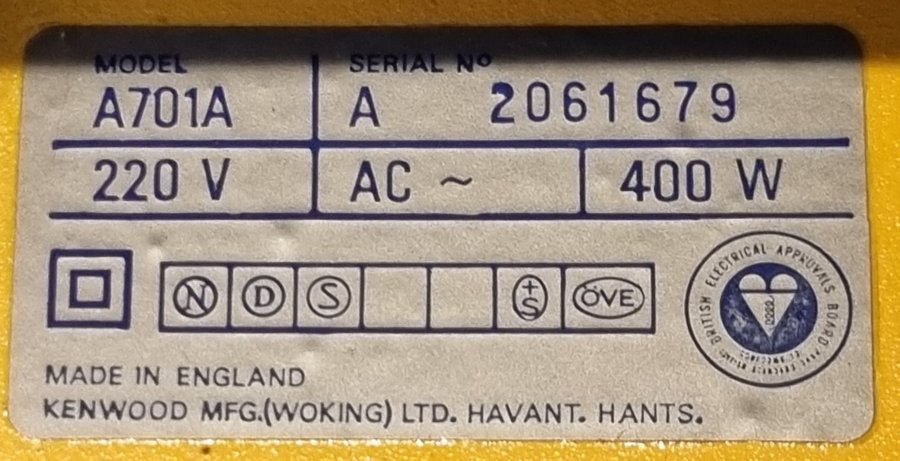 MODEL SERIAL Nº
A701A A 2061679
220 V AC ~ 400 W
N D S +S ÖVE
BRITISH ELECTRICAL APPROVALS BOARD
MADE IN ENGLAND
KENWOOD MFG.(WOKING) LTD. HAVANT. HANTS.